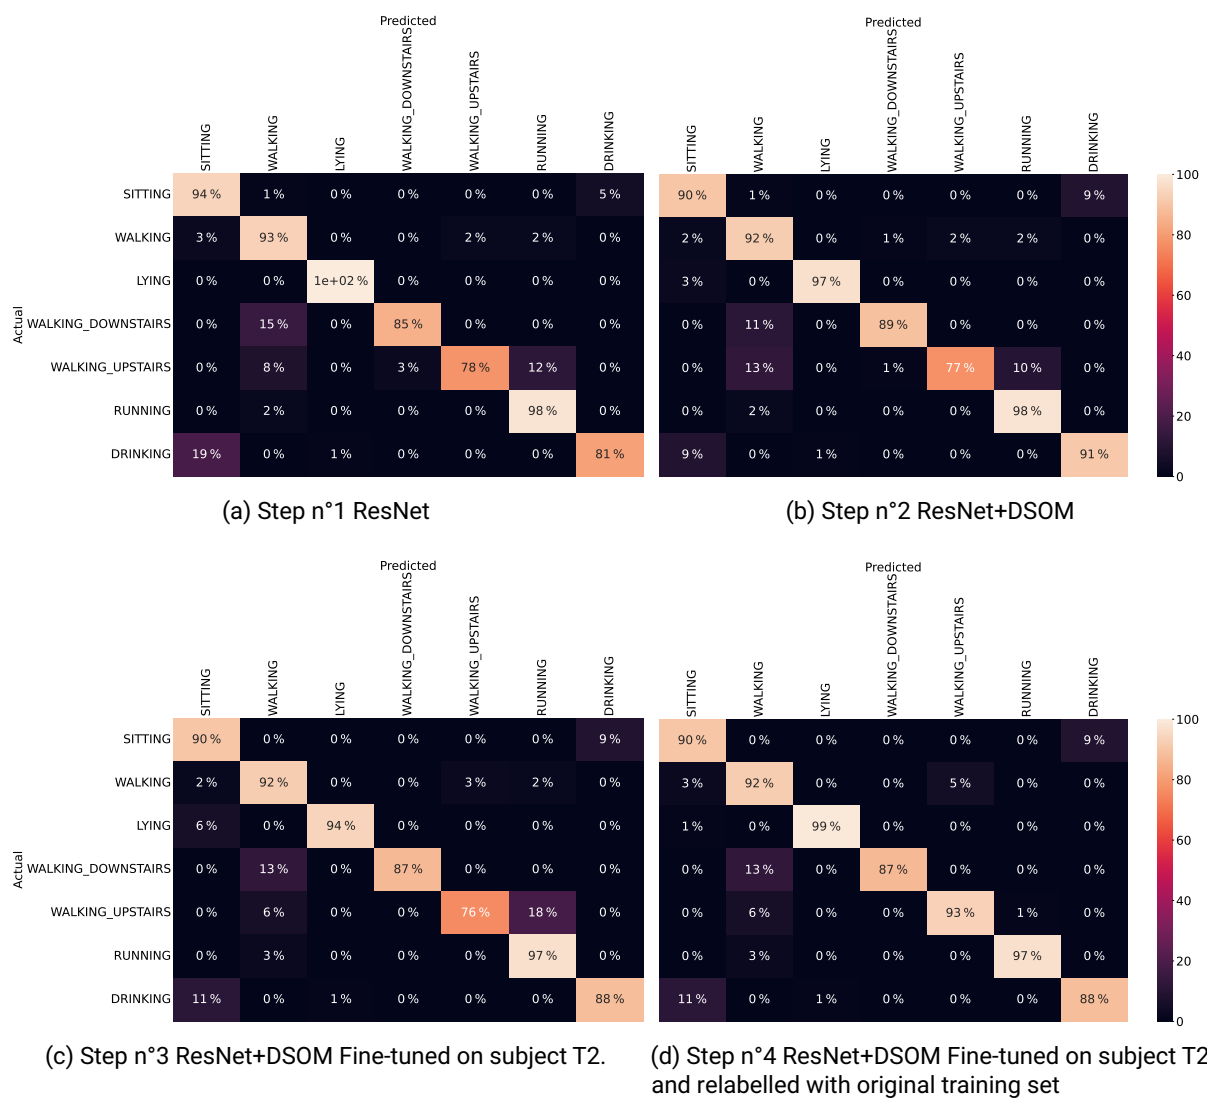 Predicted
SITTING WALKING LYING WALKING_DOWNSTAIRS WALKING_UPSTAIRS RUNNING DRINKING
Actual
SITTING 94 % 1 % 0 % 0 % 0 % 0 % 5 %
WALKING 3 % 93 % 0 % 0 % 2 % 2 % 0 %
LYING 0 % 0 % 1e+02 % 0 % 0 % 0 % 0 %
WALKING_DOWNSTAIRS 0 % 15 % 0 % 85 % 0 % 0 % 0 %
WALKING_UPSTAIRS 0 % 8 % 0 % 3 % 78 % 12 % 0 %
RUNNING 0 % 2 % 0 % 0 % 0 % 98 % 0 %
DRINKING 19 % 0 % 1 % 0 % 0 % 0 % 81 %
(a) Step n°1 ResNet
Predicted
SITTING WALKING LYING WALKING_DOWNSTAIRS WALKING_UPSTAIRS RUNNING DRINKING
90 % 1 % 0 % 0 % 0 % 0 % 9 %
2 % 92 % 0 % 1 % 2 % 2 % 0 %
3 % 0 % 97 % 0 % 0 % 0 % 0 %
0 % 11 % 0 % 89 % 0 % 0 % 0 %
0 % 13 % 0 % 1 % 77 % 10 % 0 %
0 % 2 % 0 % 0 % 0 % 98 % 0 %
9 % 0 % 1 % 0 % 0 % 0 % 91 %
100
80
60
40
20
0
(b) Step n°2 ResNet+DSOM
Predicted
SITTING WALKING LYING WALKING_DOWNSTAIRS WALKING_UPSTAIRS RUNNING DRINKING
Actual
SITTING 90 % 0 % 0 % 0 % 0 % 0 % 9 %
WALKING 2 % 92 % 0 % 0 % 3 % 2 % 0 %
LYING 6 % 0 % 94 % 0 % 0 % 0 % 0 %
WALKING_DOWNSTAIRS 0 % 13 % 0 % 87 % 0 % 0 % 0 %
WALKING_UPSTAIRS 0 % 6 % 0 % 0 % 76 % 18 % 0 %
RUNNING 0 % 3 % 0 % 0 % 0 % 97 % 0 %
DRINKING 11 % 0 % 1 % 0 % 0 % 0 % 88 %
(c) Step n°3 ResNet+DSOM Fine-tuned on subject T2.
Predicted
SITTING WALKING LYING WALKING_DOWNSTAIRS WALKING_UPSTAIRS RUNNING DRINKING
90 % 0 % 0 % 0 % 0 % 0 % 9 %
3 % 92 % 0 % 0 % 5 % 0 % 0 %
1 % 0 % 99 % 0 % 0 % 0 % 0 %
0 % 13 % 0 % 87 % 0 % 0 % 0 %
0 % 6 % 0 % 0 % 93 % 1 % 0 %
0 % 3 % 0 % 0 % 0 % 97 % 0 %
11 % 0 % 1 % 0 % 0 % 0 % 88 %
100
80
60
40
20
0
(d) Step n°4 ResNet+DSOM Fine-tuned on subject T2
and relabelled with original training set